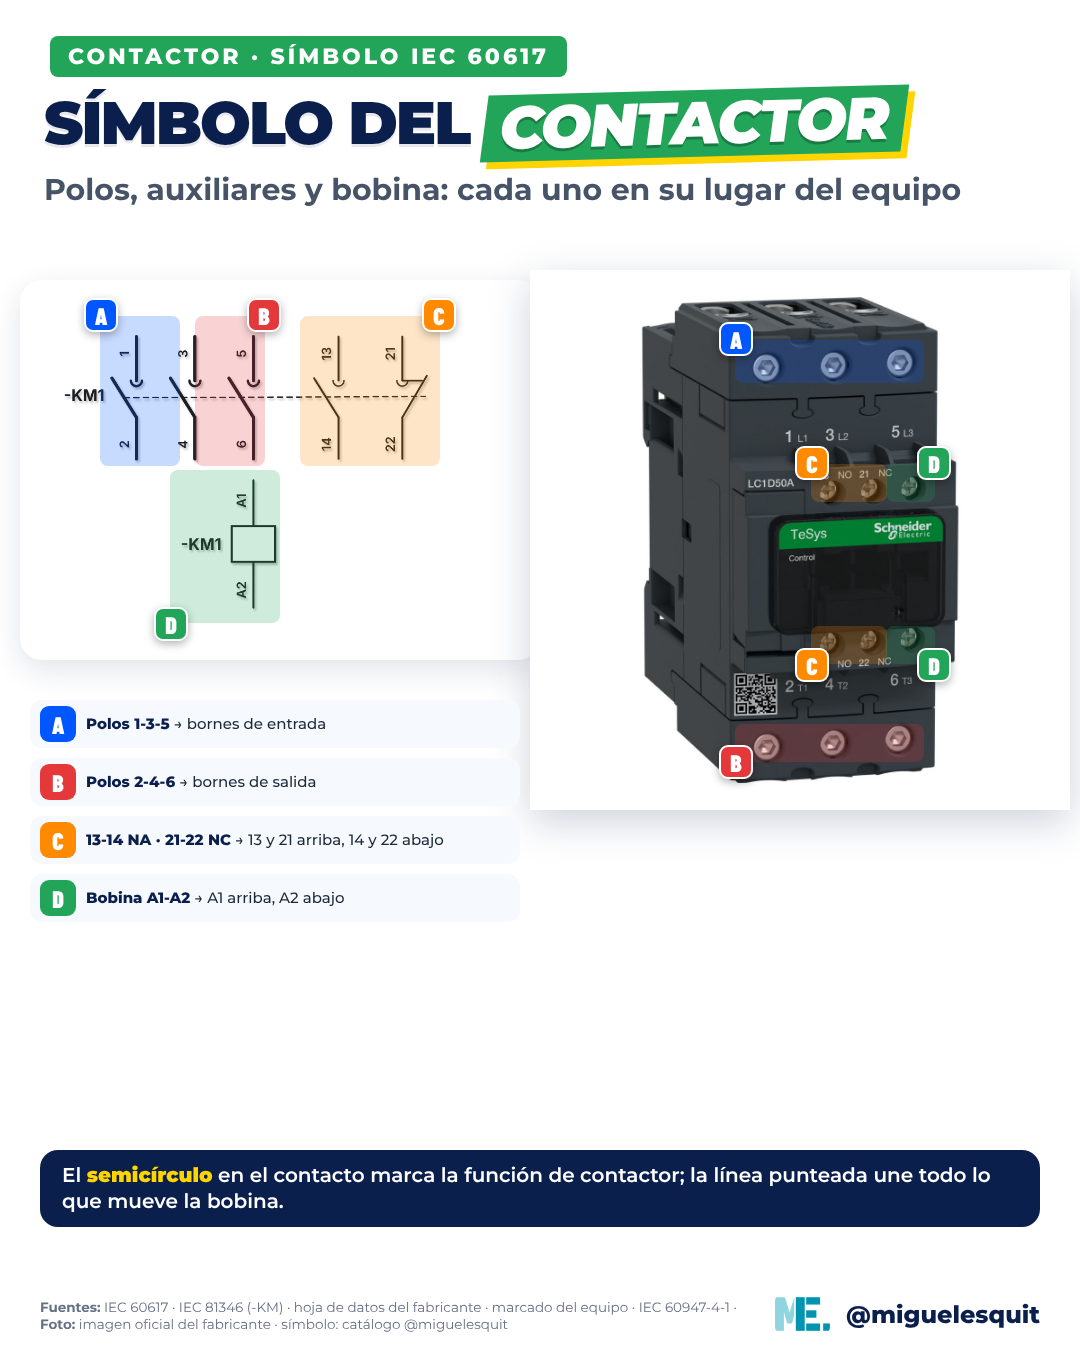 CONTACTOR · SÍMBOLO IEC 60617
SÍMBOLO DEL CONTACTOR
Polos, auxiliares y bobina: cada uno en su lugar del equipo
A
B
C
1
3
5
13
21
-KM1
2
4
6
14
22
A1
-KM1
A2
D
A
1 L1 3 L2 5 L3
C
D
NO 21 NC
LC1D50A
TeSys
Schneider
Electric
Control
C
NO 22 NC
D
2 T1 4 T2 6 T3
B
A Polos 1-3-5 → bornes de entrada
B Polos 2-4-6 → bornes de salida
C 13-14 NA · 21-22 NC → 13 y 21 arriba, 14 y 22 abajo
D Bobina A1-A2 → A1 arriba, A2 abajo
El semicírculo en el contacto marca la función de contactor; la línea punteada une todo lo
que mueve la bobina.
Fuentes: IEC 60617 · IEC 81346 (-KM) · hoja de datos del fabricante · marcado del equipo · IEC 60947-4-1 ·
Foto: imagen oficial del fabricante · símbolo: catálogo @miguelesquit
ME.
@miguelesquit